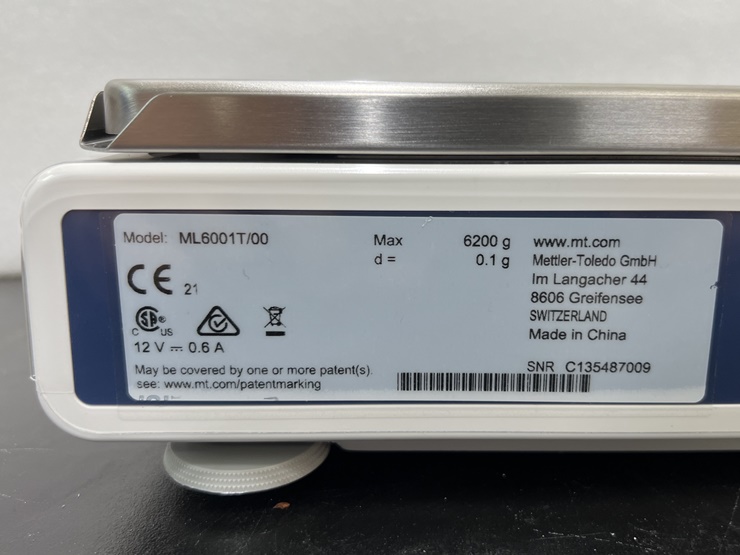 Model: ML6001T/00
CE 21
C SA US
12 V ⎓ 0.6 A
May be covered by one or more patent(s).
see: www.mt.com/patentmarking
Max 6200 g
d = 0.1 g
www.mt.com
Mettler-Toledo GmbH
Im Langacher 44
8606 Greifensee
SWITZERLAND
Made in China
SNR C135487009